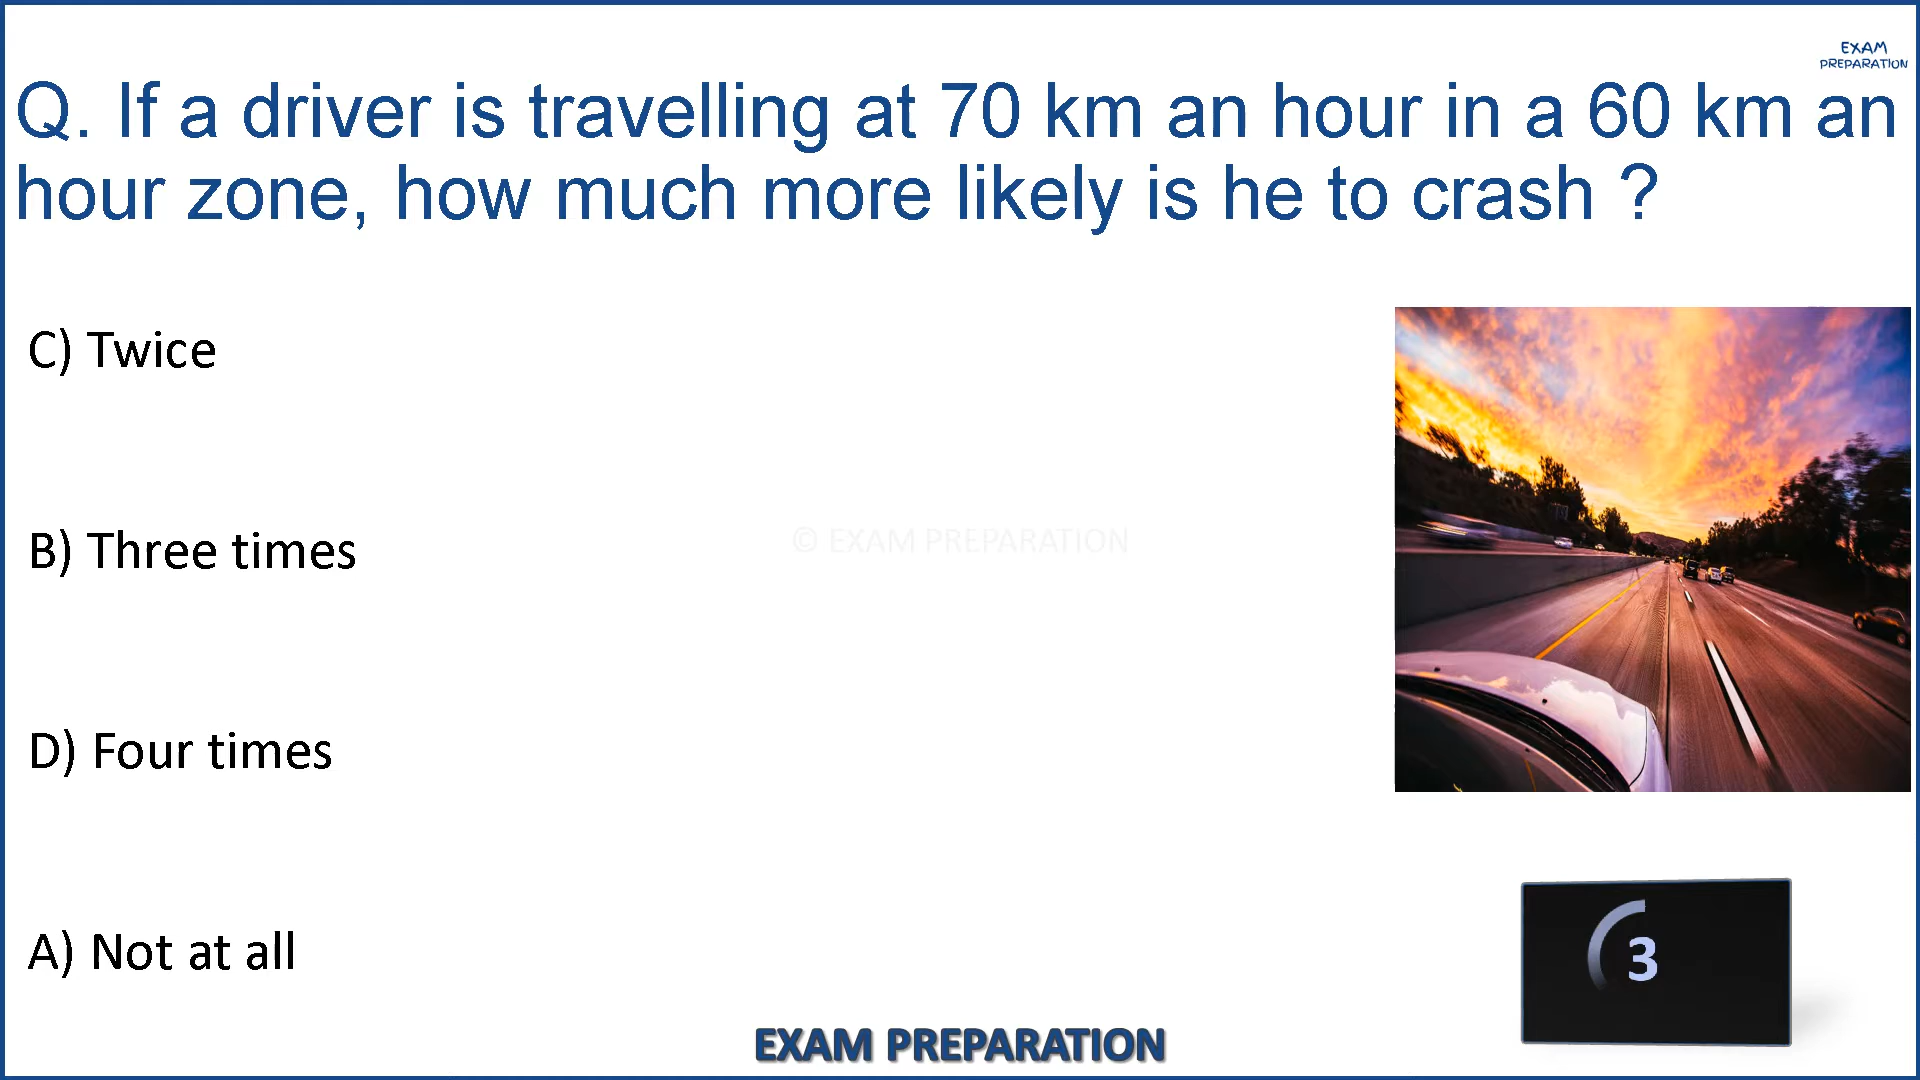 EXAM
PREPARATION
Q. If a driver is travelling at 70 km an hour in a 60 km an
hour zone, how much more likely is he to crash ?
C) Twice
B) Three times
© EXAM PREPARATION
D) Four times
A) Not at all
3
EXAM PREPARATION